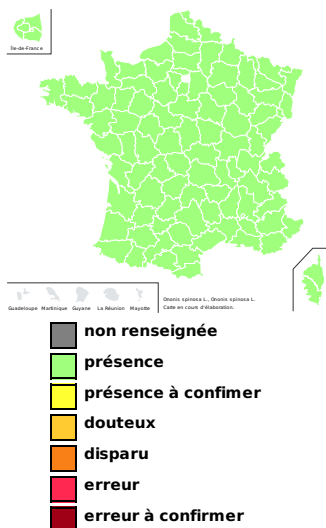 Île-de-France
Guadeloupe Martinique Guyane La Réunion Mayotte
Ononis spinosa L., Ononis spinosa L.
Carte en cours d'élaboration.
non renseignée
présence
présence à confimer
douteux
disparu
erreur
erreur à confirmer